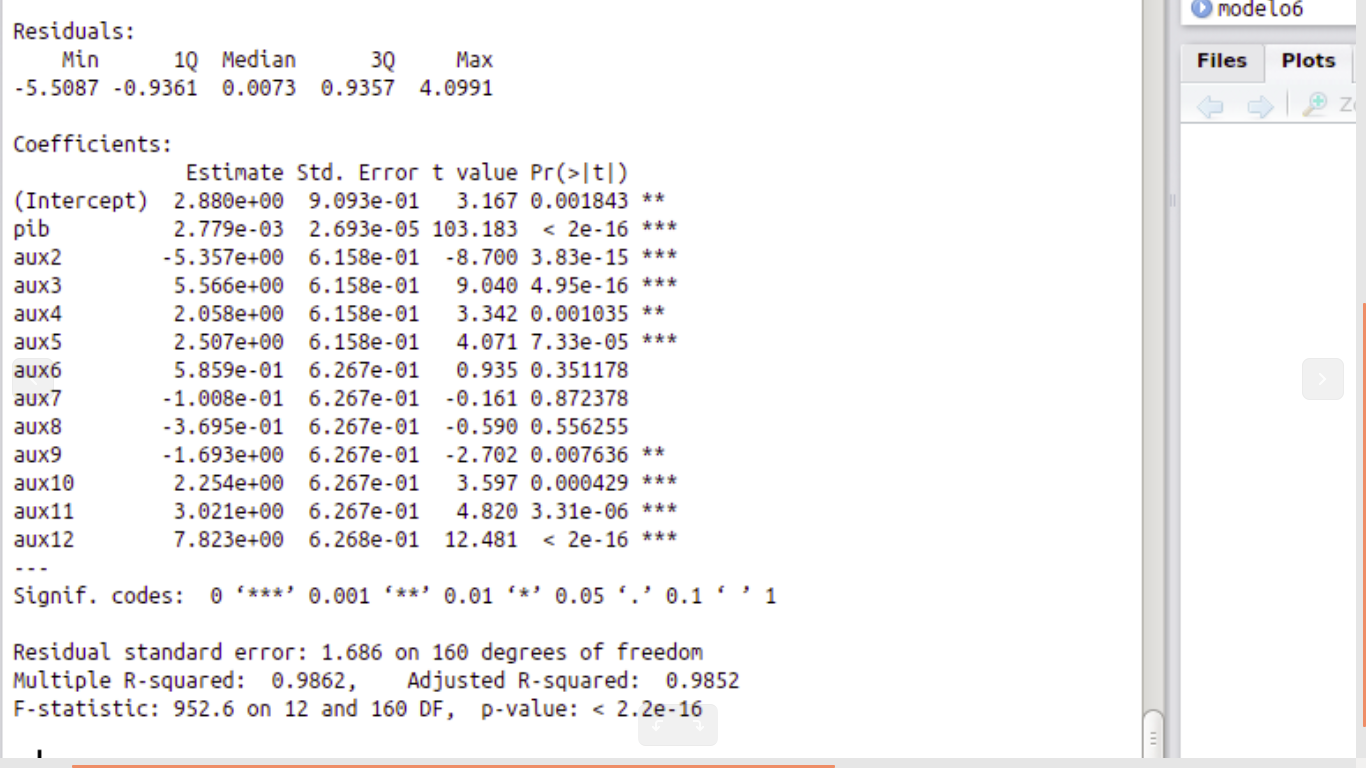 modelo6
Files Plots
Residuals:
    Min      1Q  Median      3Q     Max
-5.5087 -0.9361  0.0073  0.9357  4.0991
Coefficients:
              Estimate Std. Error t value Pr(>|t|)
(Intercept)  2.880e+00  9.093e-01   3.167 0.001843 **
pib          2.779e-03  2.693e-05 103.183  < 2e-16 ***
aux2        -5.357e+00  6.158e-01  -8.700 3.83e-15 ***
aux3         5.566e+00  6.158e-01   9.040 4.95e-16 ***
aux4         2.058e+00  6.158e-01   3.342 0.001035 **
aux5         2.507e+00  6.158e-01   4.071 7.33e-05 ***
aux6         5.859e-01  6.267e-01   0.935 0.351178
aux7        -1.008e-01  6.267e-01  -0.161 0.872378
aux8        -3.695e-01  6.267e-01  -0.590 0.556255
aux9        -1.693e+00  6.267e-01  -2.702 0.007636 **
aux10        2.254e+00  6.267e-01   3.597 0.000429 ***
aux11        3.021e+00  6.267e-01   4.820 3.31e-06 ***
aux12        7.823e+00  6.268e-01  12.481  < 2e-16 ***
---
Signif. codes:  0 ‘***’ 0.001 ‘**’ 0.01 ‘*’ 0.05 ‘.’ 0.1 ‘ ’ 1
Residual standard error: 1.686 on 160 degrees of freedom
Multiple R-squared:  0.9862,    Adjusted R-squared:  0.9852
F-statistic: 952.6 on 12 and 160 DF,  p-value: < 2.2e-16